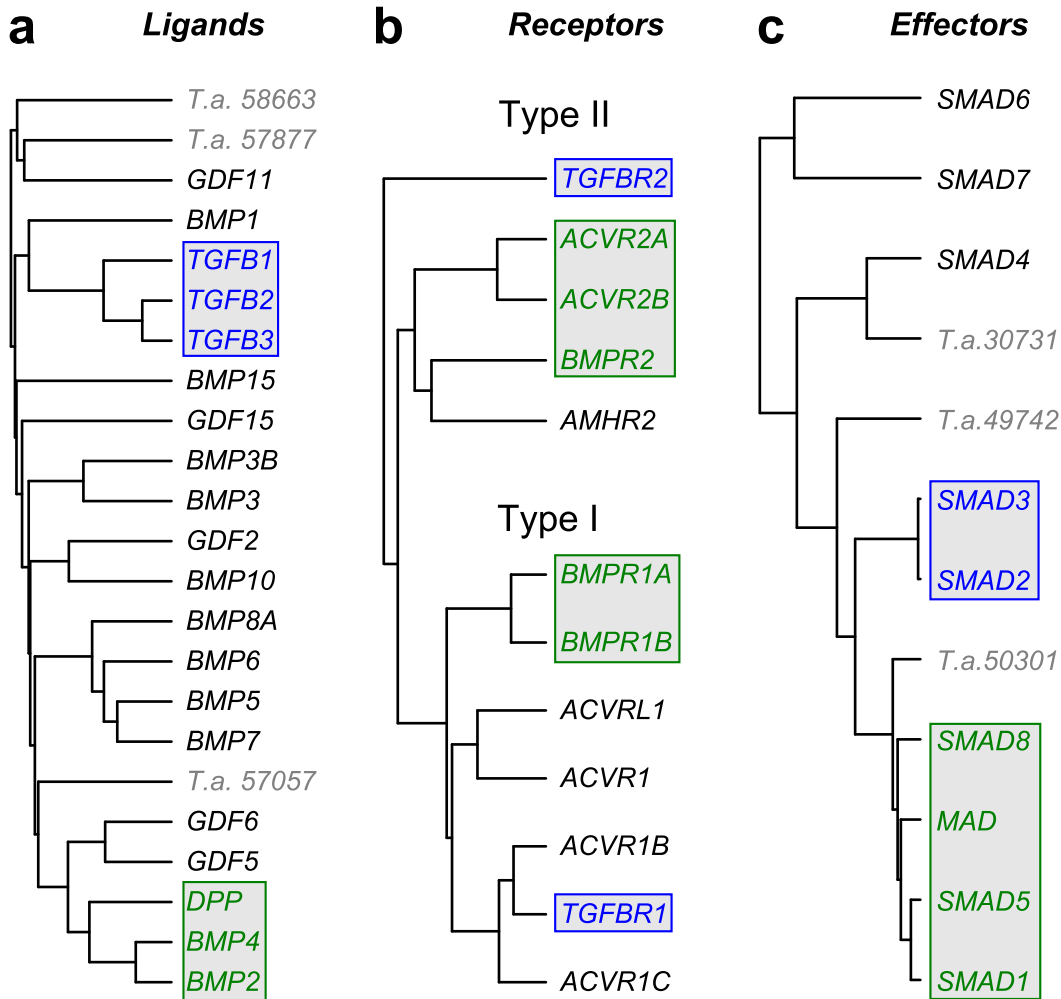 a
Ligands
T.a. 58663
T.a. 57877
GDF11
BMP1
TGFB1
TGFB2
TGFB3
BMP15
GDF15
BMP3B
BMP3
GDF2
BMP10
BMP8A
BMP6
BMP5
BMP7
T.a. 57057
GDF6
GDF5
DPP
BMP4
BMP2
b
Receptors
Type II
TGFBR2
ACVR2A
ACVR2B
BMPR2
AMHR2
Type I
BMPR1A
BMPR1B
ACVRL1
ACVR1
ACVR1B
TGFBR1
ACVR1C
c
Effectors
SMAD6
SMAD7
SMAD4
T.a.30731
T.a.49742
SMAD3
SMAD2
T.a.50301
SMAD8
MAD
SMAD5
SMAD1